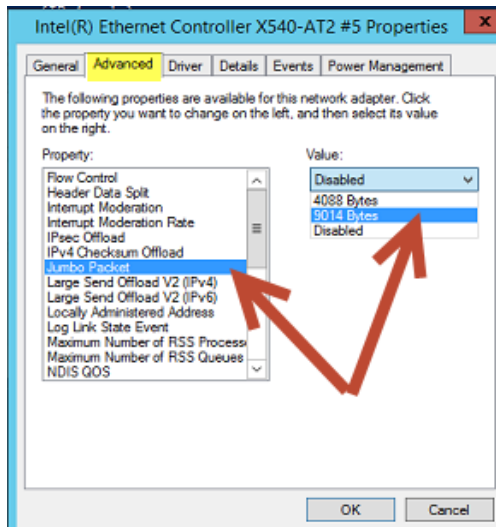 Intel(R) Ethernet Controller X540-AT2 #5 Properties
x
General Advanced Driver Details Events Power Management
The following properties are available for this network adapter. Click
the property you want to change on the left, and then select its value
on the right.
Property:
Value:
Flow Control
Header Data Split
Interrupt Moderation
Interrupt Moderation Rate
IPsec Offload
IPv4 Checksum Offload
Jumbo Packet
Large Send Offload V2 (IPv4)
Large Send Offload V2 (IPv6)
Locally Administered Address
Log Link State Event
Maximum Number of RSS Process
Maximum Number of RSS Queues
NDIS QOS
Disabled
4088 Bytes
9014 Bytes
Disabled
OK
Cancel